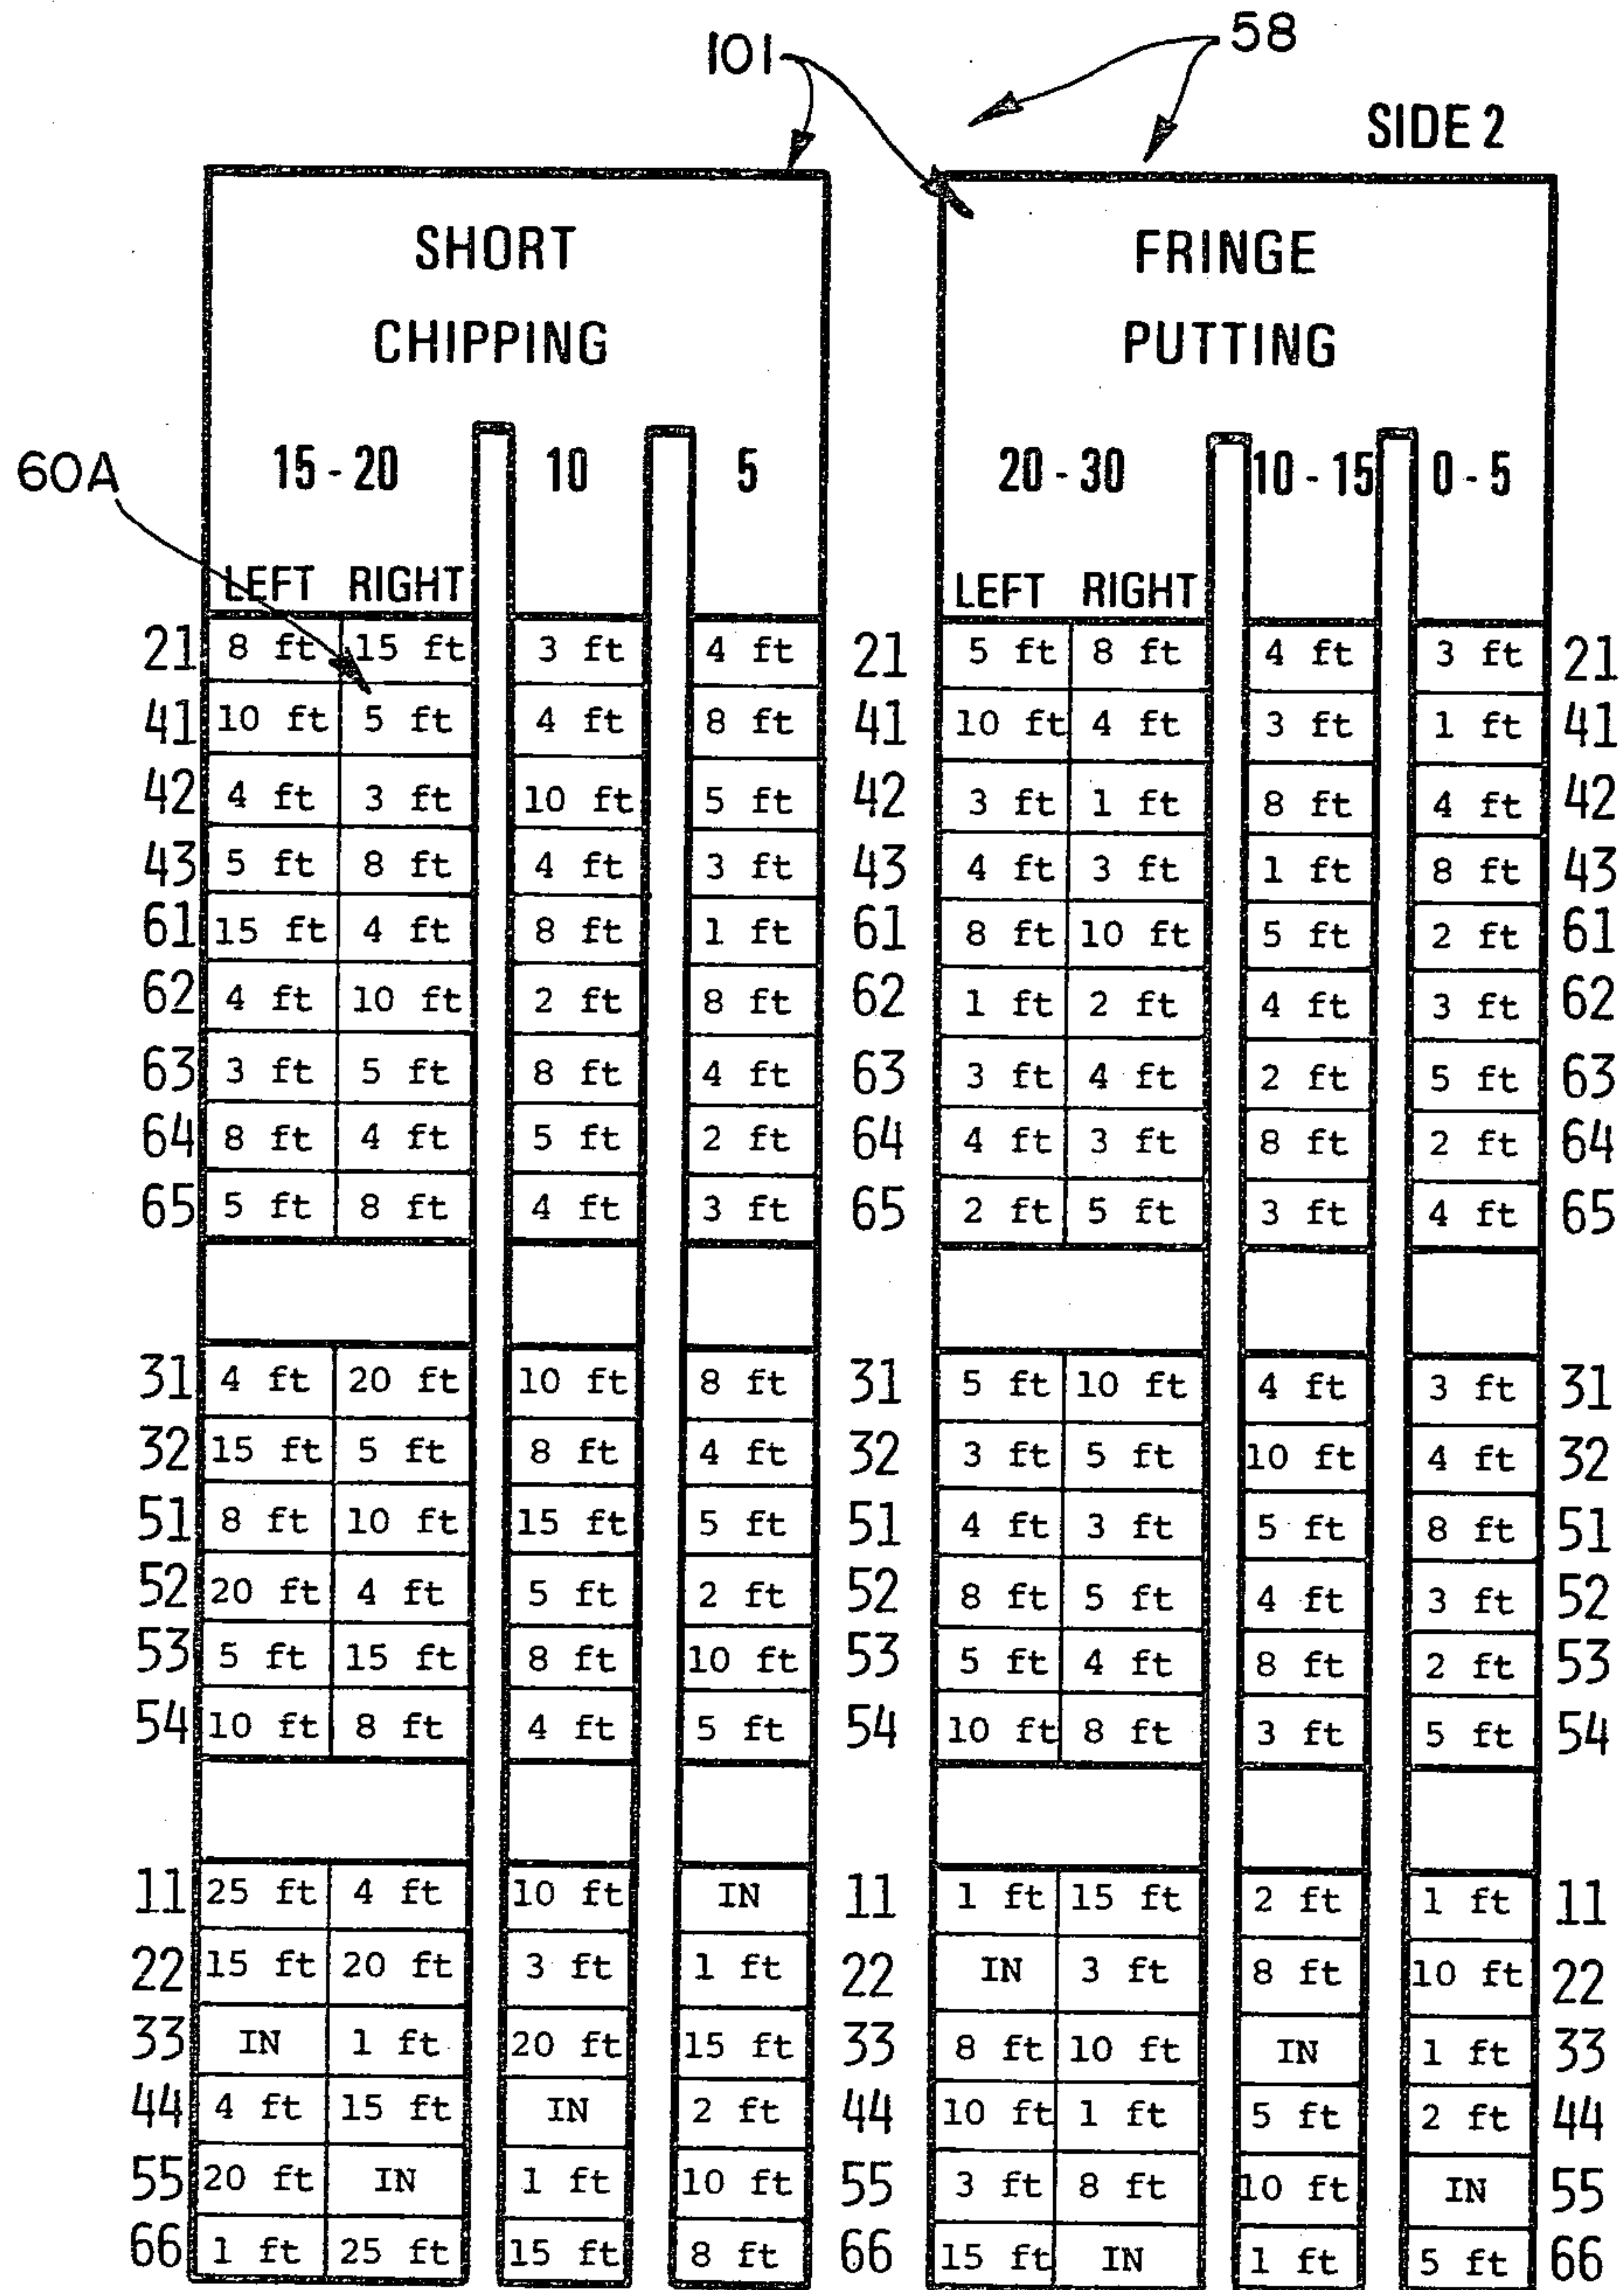 101 58
SIDE 2
SHORT CHIPPING FRINGE PUTTING
60A 15 - 20 10 5 20 - 30 10 - 15 0 - 5
LEFT RIGHT LEFT RIGHT
21 8 ft 15 ft 3 ft 4 ft 21 5 ft 8 ft 4 ft 3 ft 21
41 10 ft 5 ft 4 ft 8 ft 41 10 ft 4 ft 3 ft 1 ft 41
42 4 ft 3 ft 10 ft 5 ft 42 3 ft 1 ft 8 ft 4 ft 42
43 5 ft 8 ft 4 ft 3 ft 43 4 ft 3 ft 1 ft 8 ft 43
61 15 ft 4 ft 8 ft 1 ft 61 8 ft 10 ft 5 ft 2 ft 61
62 4 ft 10 ft 2 ft 8 ft 62 1 ft 2 ft 4 ft 3 ft 62
63 3 ft 5 ft 8 ft 4 ft 63 3 ft 4 ft 2 ft 5 ft 63
64 8 ft 4 ft 5 ft 2 ft 64 4 ft 3 ft 8 ft 2 ft 64
65 5 ft 8 ft 4 ft 3 ft 65 2 ft 5 ft 3 ft 4 ft 65
31 4 ft 20 ft 10 ft 8 ft 31 5 ft 10 ft 4 ft 3 ft 31
32 15 ft 5 ft 8 ft 4 ft 32 3 ft 5 ft 10 ft 4 ft 32
51 8 ft 10 ft 15 ft 5 ft 51 4 ft 3 ft 5 ft 8 ft 51
52 20 ft 4 ft 5 ft 2 ft 52 8 ft 5 ft 4 ft 3 ft 52
53 5 ft 15 ft 8 ft 10 ft 53 5 ft 4 ft 8 ft 2 ft 53
54 10 ft 8 ft 4 ft 5 ft 54 10 ft 8 ft 3 ft 5 ft 54
11 25 ft 4 ft 10 ft IN 11 1 ft 15 ft 2 ft 1 ft 11
22 15 ft 20 ft 3 ft 1 ft 22 IN 3 ft 8 ft 10 ft 22
33 IN 1 ft 20 ft 15 ft 33 8 ft 10 ft IN 1 ft 33
44 4 ft 15 ft IN 2 ft 44 10 ft 1 ft 5 ft 2 ft 44
55 20 ft IN 1 ft 10 ft 55 3 ft 8 ft 10 ft IN 55
66 1 ft 25 ft 15 ft 8 ft 66 15 ft IN 1 ft 5 ft 66